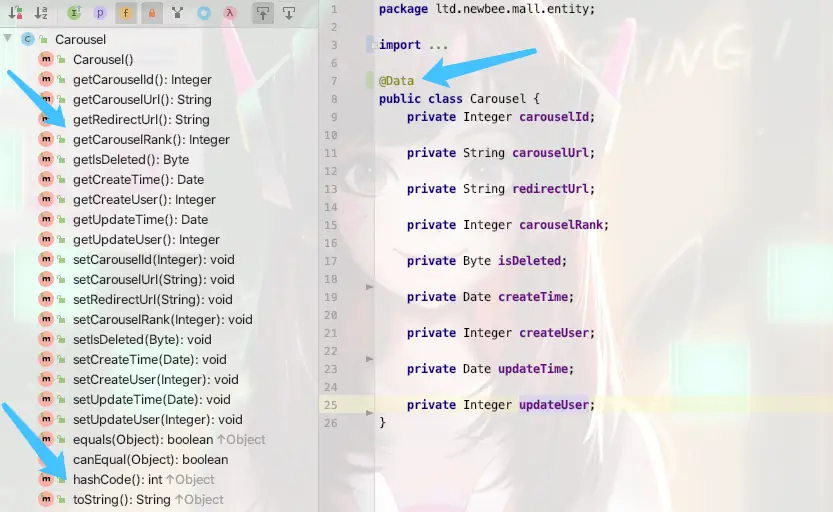 Carousel
Carousel()
getCarouselId(): Integer
getCarouselUrl(): String
getRedirectUrl(): String
getCarouselRank(): Integer
getIsDeleted(): Byte
getCreateTime(): Date
getCreateUser(): Integer
getUpdateTime(): Date
getUpdateUser(): Integer
setCarouselId(Integer): void
setCarouselUrl(String): void
setRedirectUrl(String): void
setCarouselRank(Integer): void
setIsDeleted(Byte): void
setCreateTime(Date): void
setCreateUser(Integer): void
setUpdateTime(Date): void
setUpdateUser(Integer): void
equals(Object): boolean ↑Object
canEqual(Object): boolean
hashCode(): int ↑Object
toString(): String ↑Object
1 package ltd.newbee.mall.entity;
2
3 import ...
6
7 @Data
8 public class Carousel {
9 private Integer carouselId;
10
11 private String carouselUrl;
12
13 private String redirectUrl;
14
15 private Integer carouselRank;
16
17 private Byte isDeleted;
18
19 private Date createTime;
20
21 private Integer createUser;
22
23 private Date updateTime;
24
25 private Integer updateUser;
26 }